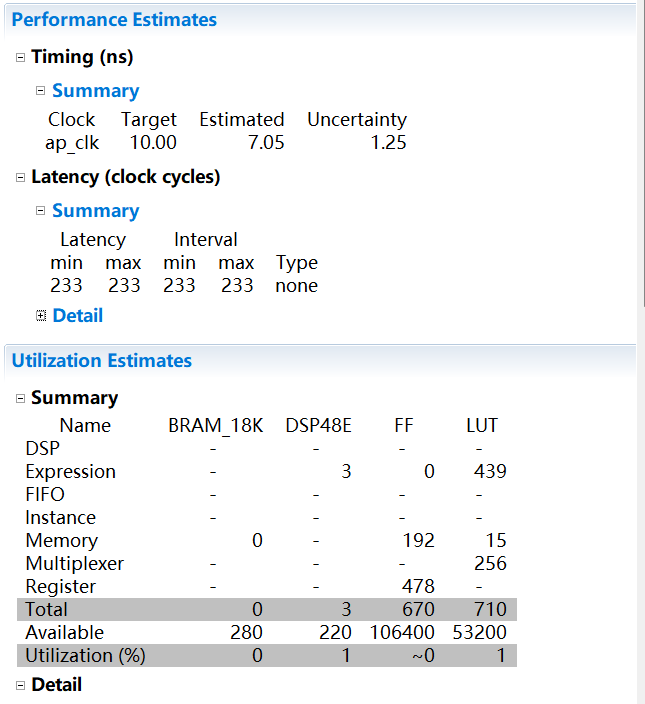 Performance Estimates
Timing (ns)
Summary
Clock Target Estimated Uncertainty
ap_clk 10.00 7.05 1.25
Latency (clock cycles)
Summary
Latency Interval
min max min max Type
233 233 233 233 none
Detail
Utilization Estimates
Summary
Name BRAM_18K DSP48E FF LUT
DSP - - - -
Expression - 3 0 439
FIFO - - - -
Instance - - - -
Memory 0 - 192 15
Multiplexer - - - 256
Register - - 478 -
Total 0 3 670 710
Available 280 220 106400 53200
Utilization (%) 0 1 ~0 1
Detail